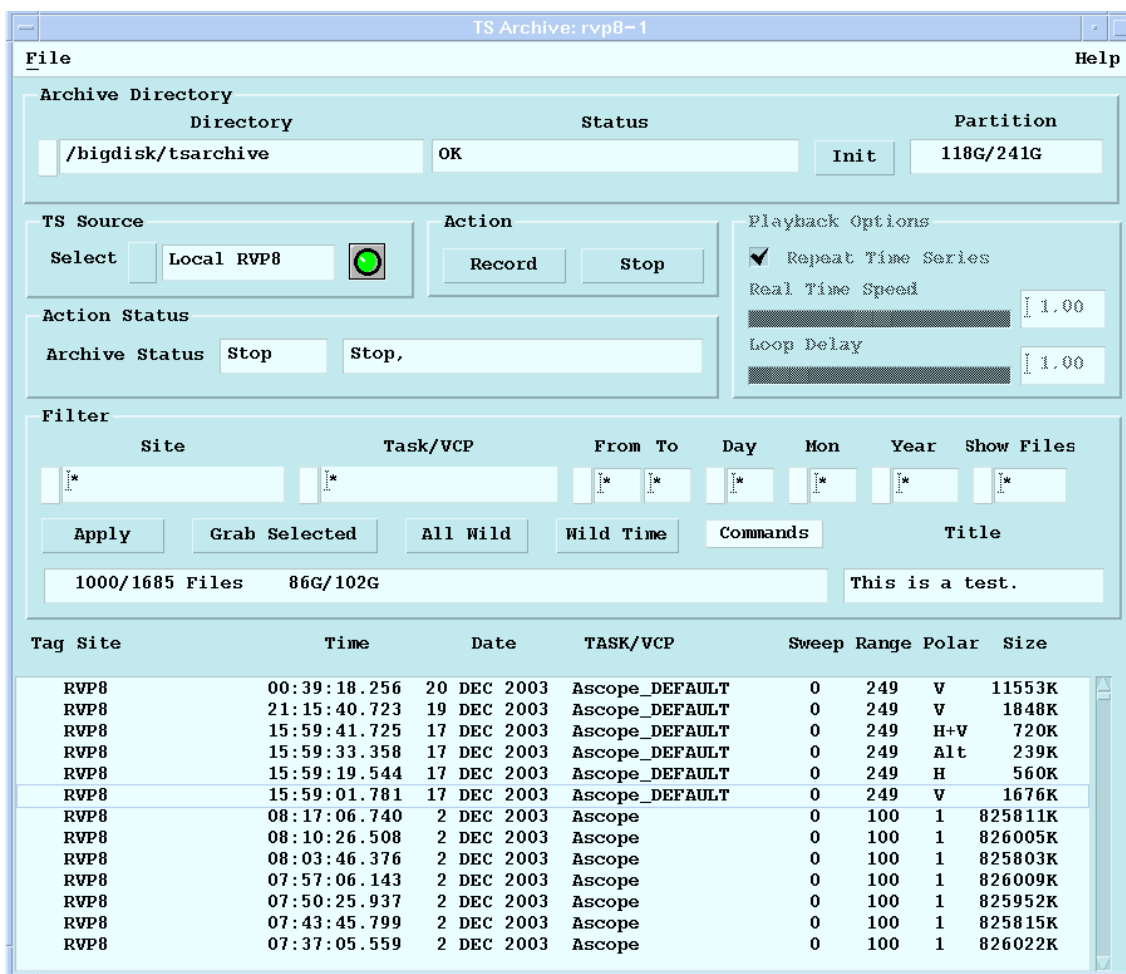 TS Archive: rvp8-1
File Help
Archive Directory
Directory Status Partition
/bigdisk/tsarchive OK Init 118G/241G
TS Source Action Playback Options
Select Local RVP8 Record Stop Repeat Time Series
Real Time Speed
1.00
Action Status
Archive Status Stop Stop,
Loop Delay
1.00
Filter
Site Task/VCP From To Day Mon Year Show Files
* * * * * * * *
Apply Grab Selected All Wild Wild Time Commands Title
1000/1685 Files 86G/102G This is a test.
Tag Site Time Date TASK/VCP Sweep Range Polar Size
RVP8 00:39:18.256 20 DEC 2003 Ascope_DEFAULT 0 249 V 11553K
RVP8 21:15:40.723 19 DEC 2003 Ascope_DEFAULT 0 249 V 1848K
RVP8 15:59:41.725 17 DEC 2003 Ascope_DEFAULT 0 249 H+V 720K
RVP8 15:59:33.358 17 DEC 2003 Ascope_DEFAULT 0 249 Alt 239K
RVP8 15:59:19.544 17 DEC 2003 Ascope_DEFAULT 0 249 H 560K
RVP8 15:59:01.781 17 DEC 2003 Ascope_DEFAULT 0 249 V 1676K
RVP8 08:17:06.740 2 DEC 2003 Ascope 0 100 1 825811K
RVP8 08:10:26.508 2 DEC 2003 Ascope 0 100 1 826005K
RVP8 08:03:46.376 2 DEC 2003 Ascope 0 100 1 825803K
RVP8 07:57:06.143 2 DEC 2003 Ascope 0 100 1 826009K
RVP8 07:50:25.937 2 DEC 2003 Ascope 0 100 1 825952K
RVP8 07:43:45.799 2 DEC 2003 Ascope 0 100 1 825815K
RVP8 07:37:05.559 2 DEC 2003 Ascope 0 100 1 826022K